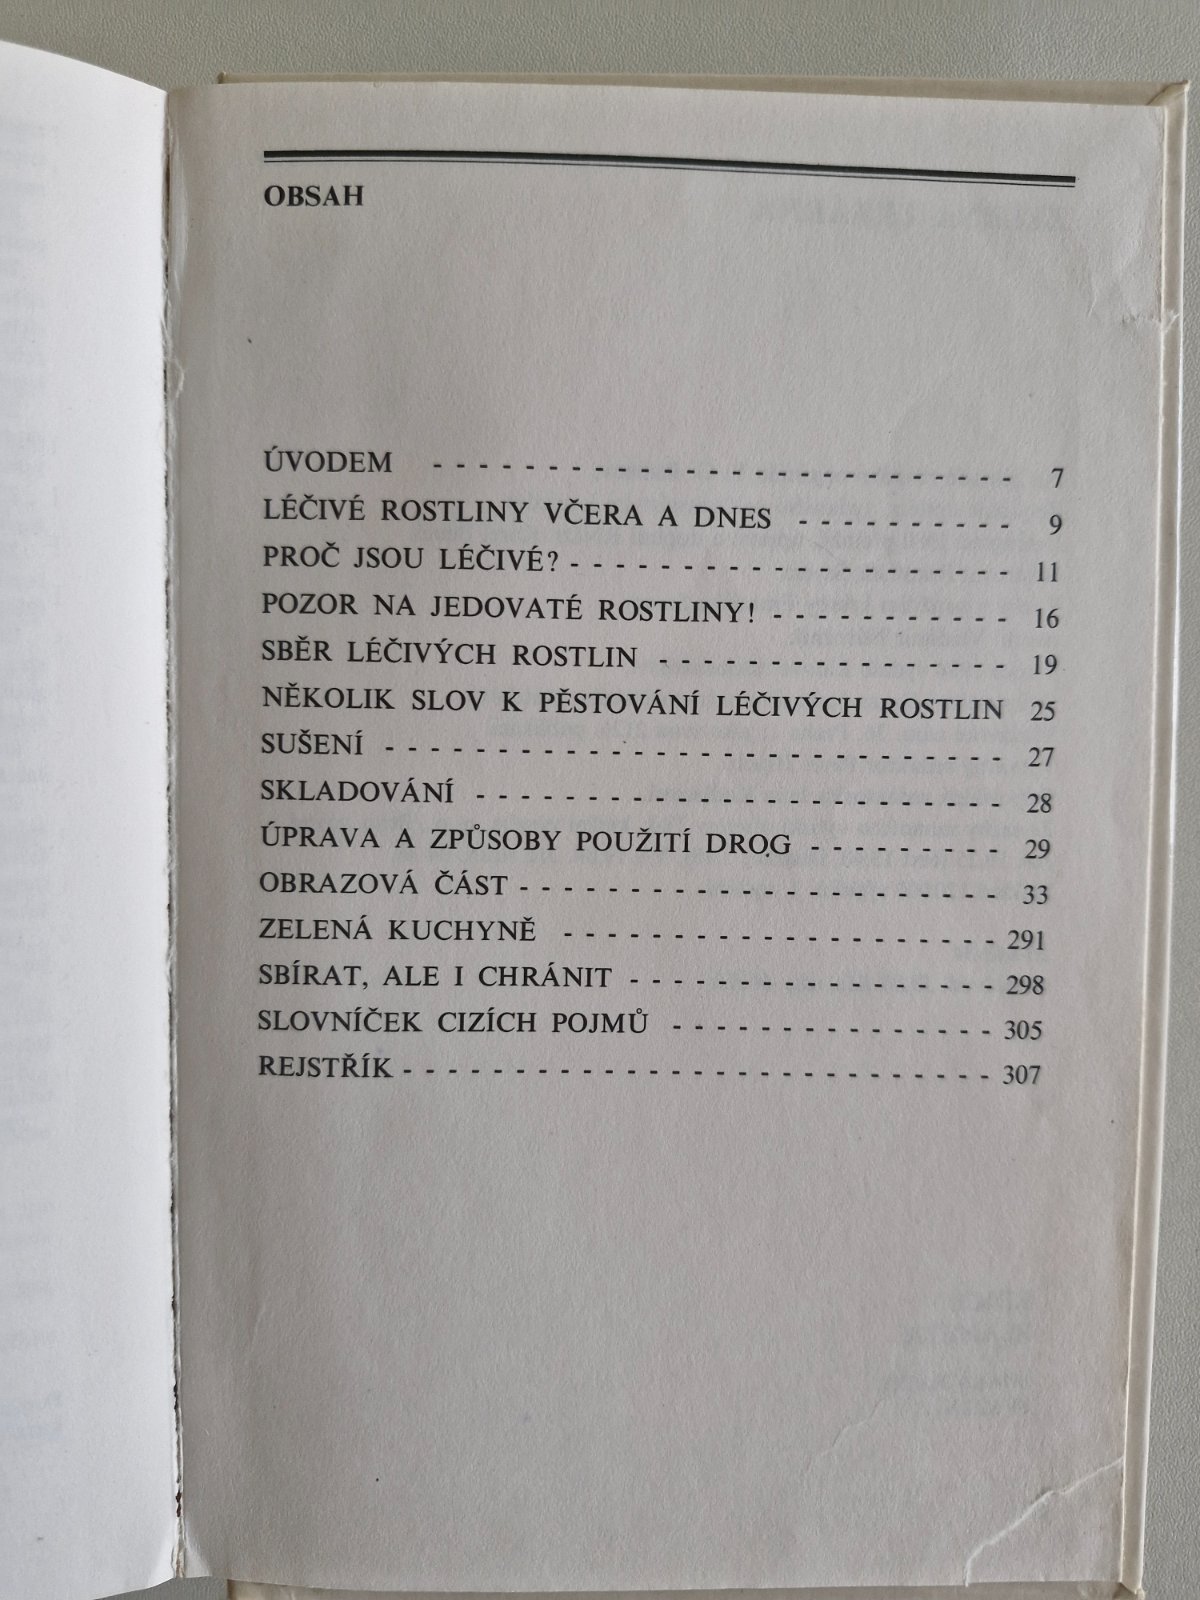 OBSAH
ÚVODEM - - - - - - - - - - - - - - - - - - - - - - - - - - 7
LÉČIVÉ ROSTLINY VČERA A DNES - - - - - - - - - - 9
PROČ JSOU LÉČIVÉ? - - - - - - - - - - - - - - - - - - - - 11
POZOR NA JEDOVATÉ ROSTLINY! - - - - - - - - - - - 16
SBĚR LÉČIVÝCH ROSTLIN - - - - - - - - - - - - - - - - 19
NĚKOLIK SLOV K PĚSTOVÁNÍ LÉČIVÝCH ROSTLIN 25
SUŠENÍ - - - - - - - - - - - - - - - - - - - - - - - - - - - - 27
SKLADOVÁNÍ - - - - - - - - - - - - - - - - - - - - - - - - 28
ÚPRAVA A ZPŮSOBY POUŽITÍ DROG - - - - - - - - - 29
OBRAZOVÁ ČÁST - - - - - - - - - - - - - - - - - - - - - - 33
ZELENÁ KUCHYNĚ - - - - - - - - - - - - - - - - - - - - 291
SBÍRAT, ALE I CHRÁNIT - - - - - - - - - - - - - - - - - 298
SLOVNÍČEK CIZÍCH POJMŮ - - - - - - - - - - - - - - - 305
REJSTŘÍK - - - - - - - - - - - - - - - - - - - - - - - - - - - 307